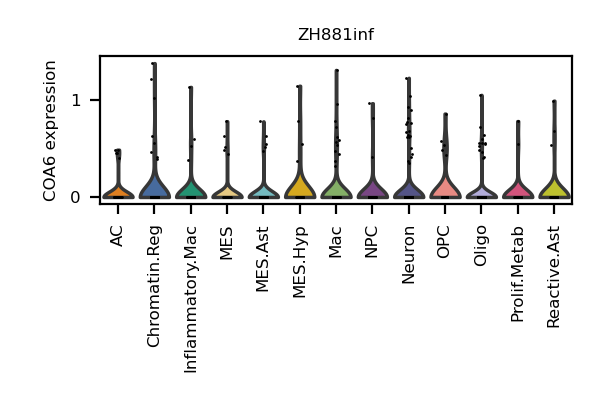 ZH881inf
COA6 expression
1
0
AC
Chromatin.Reg
Inflammatory.Mac
MES
MES.Ast
MES.Hyp
Mac
NPC
Neuron
OPC
Oligo
Prolif.Metab
Reactive.Ast